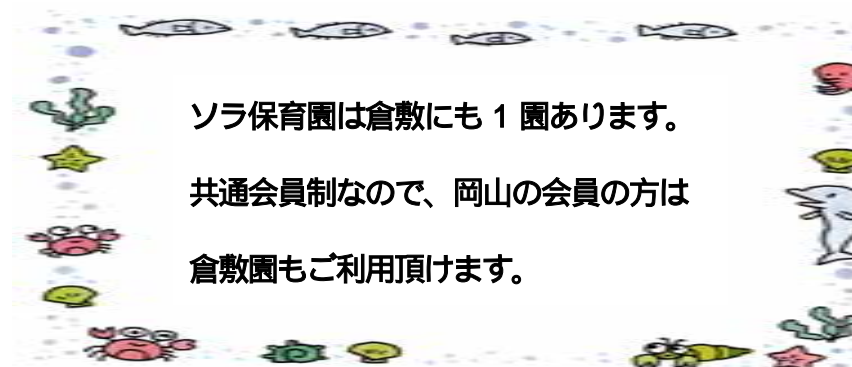 ソラ保育園は倉敷にも 1 園あります。
共通会員制なので、岡山の会員の方は
倉敷園もご利用頂けます。